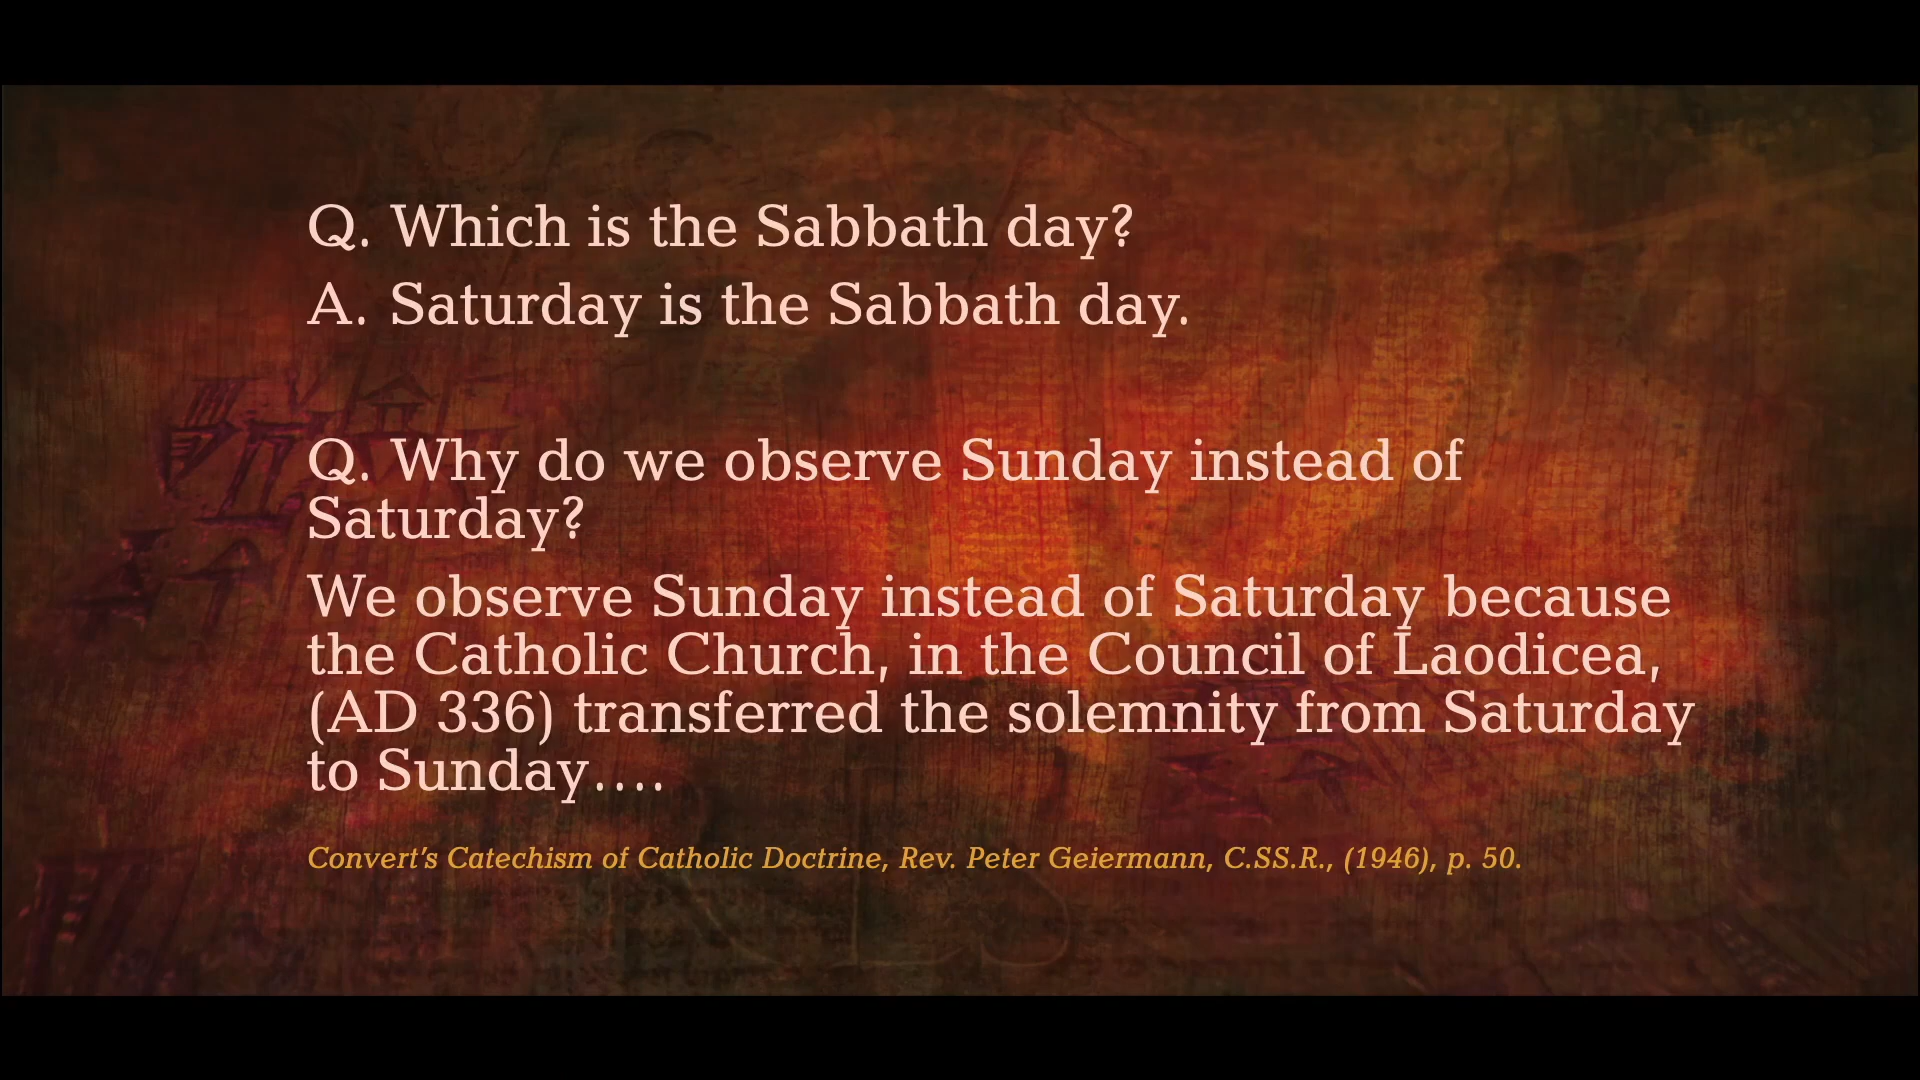 Q. Which is the Sabbath day?
A. Saturday is the Sabbath day.
Q. Why do we observe Sunday instead of
Saturday?
We observe Sunday instead of Saturday because
the Catholic Church, in the Council of Laodicea,
(AD 336) transferred the solemnity from Saturday
to Sunday....
Convert’s Catechism of Catholic Doctrine, Rev. Peter Geiermann, C.SS.R., (1946), p. 50.